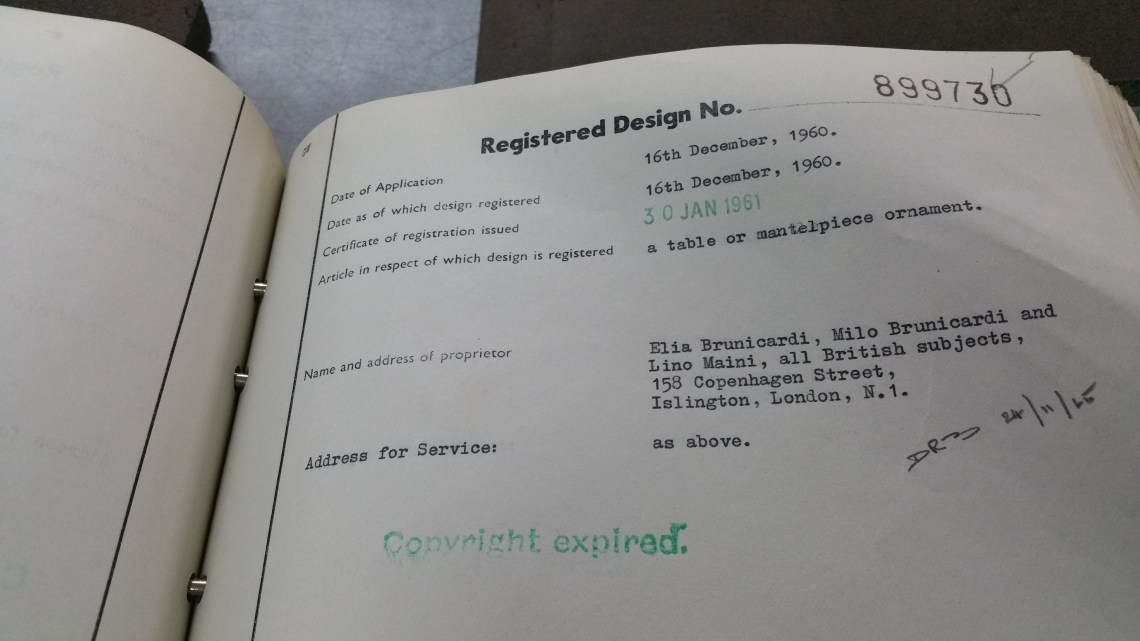 Registered Design No. 899730
Date of Application 16th December, 1960.
Date as of which design registered 16th December, 1960.
Certificate of registration issued 30 JAN 1961
Article in respect of which design is registered a table or mantelpiece ornament.
Name and address of proprietor Elia Brunicardi, Milo Brunicardi and
Lino Maini, all British subjects,
158 Copenhagen Street,
Islington, London, N.1.
Address for Service: as above.
24/11/65
Copyright expired.